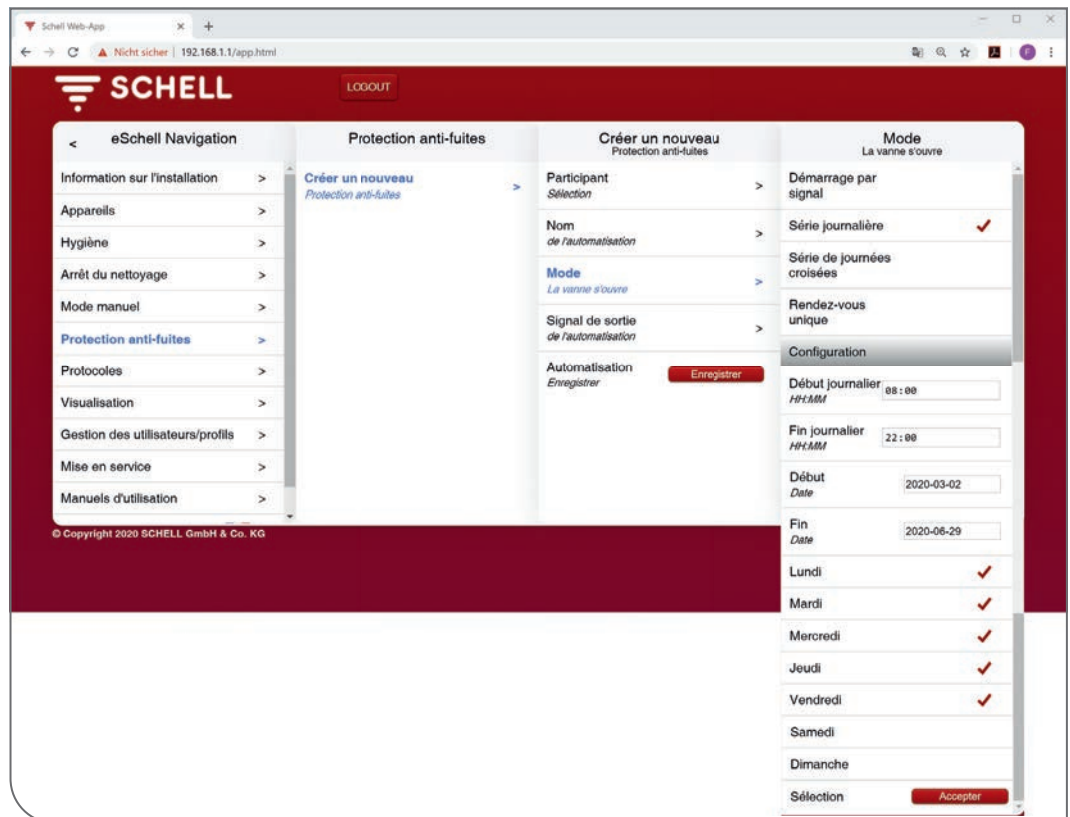 Schell Web-App
Nicht sicher | 192.168.1.1/app.html
F
SCHELL
LOGOUT
< eSchell Navigation
Information sur l'installation >
Appareils >
Hygiène >
Arrêt du nettoyage >
Mode manuel >
Protection anti-fuites >
Protocoles >
Visualisation >
Gestion des utilisateurs/profils >
Mise en service >
Manuels d'utilisation >
Protection anti-fuites
Créer un nouveau >
Protection anti-fuites
Créer un nouveau
Protection anti-fuites
Participant >
Sélection
Nom >
de l'automatisation
Mode >
La vanne s'ouvre
Signal de sortie >
de l'automatisation
Automatisation Enregistrer
Enregistrer
Mode
La vanne s'ouvre
Démarrage par
signal
Série journalière
Série de journées
croisées
Rendez-vous
unique
Configuration
Début journalier 08:00
HH:MM
Fin journalier 22:00
HH:MM
Début 2020-03-02
Date
Fin 2020-06-29
Date
Lundi
Mardi
Mercredi
Jeudi
Vendredi
Samedi
Dimanche
Sélection Accepter
© Copyright 2020 SCHELL GmbH & Co. KG